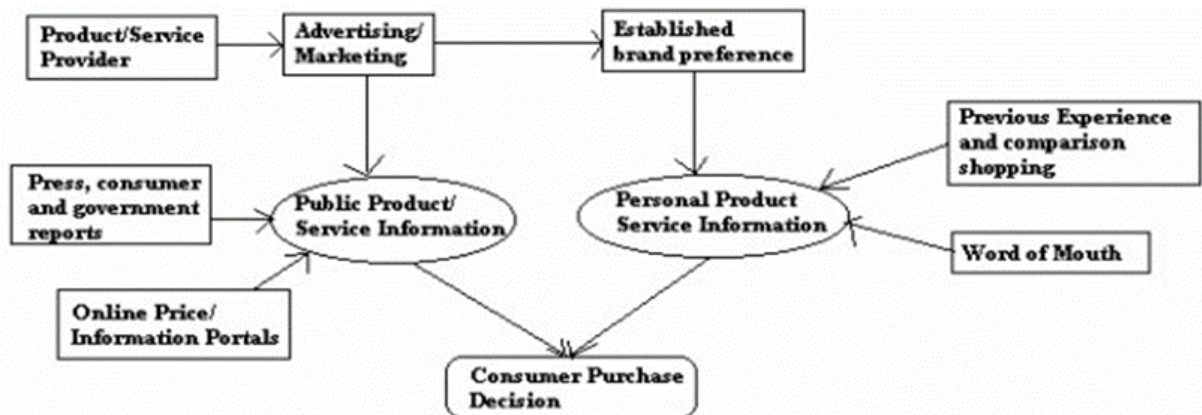 Product/Service
Provider
Advertising/
Marketing
Established
brand preference
Previous Experience
and comparison
shopping
Press, consumer
and government
reports
Public Product/
Service Information
Personal Product
Service Information
Word of Mouth
Online Price/
Information Portals
Consumer Purchase
Decision